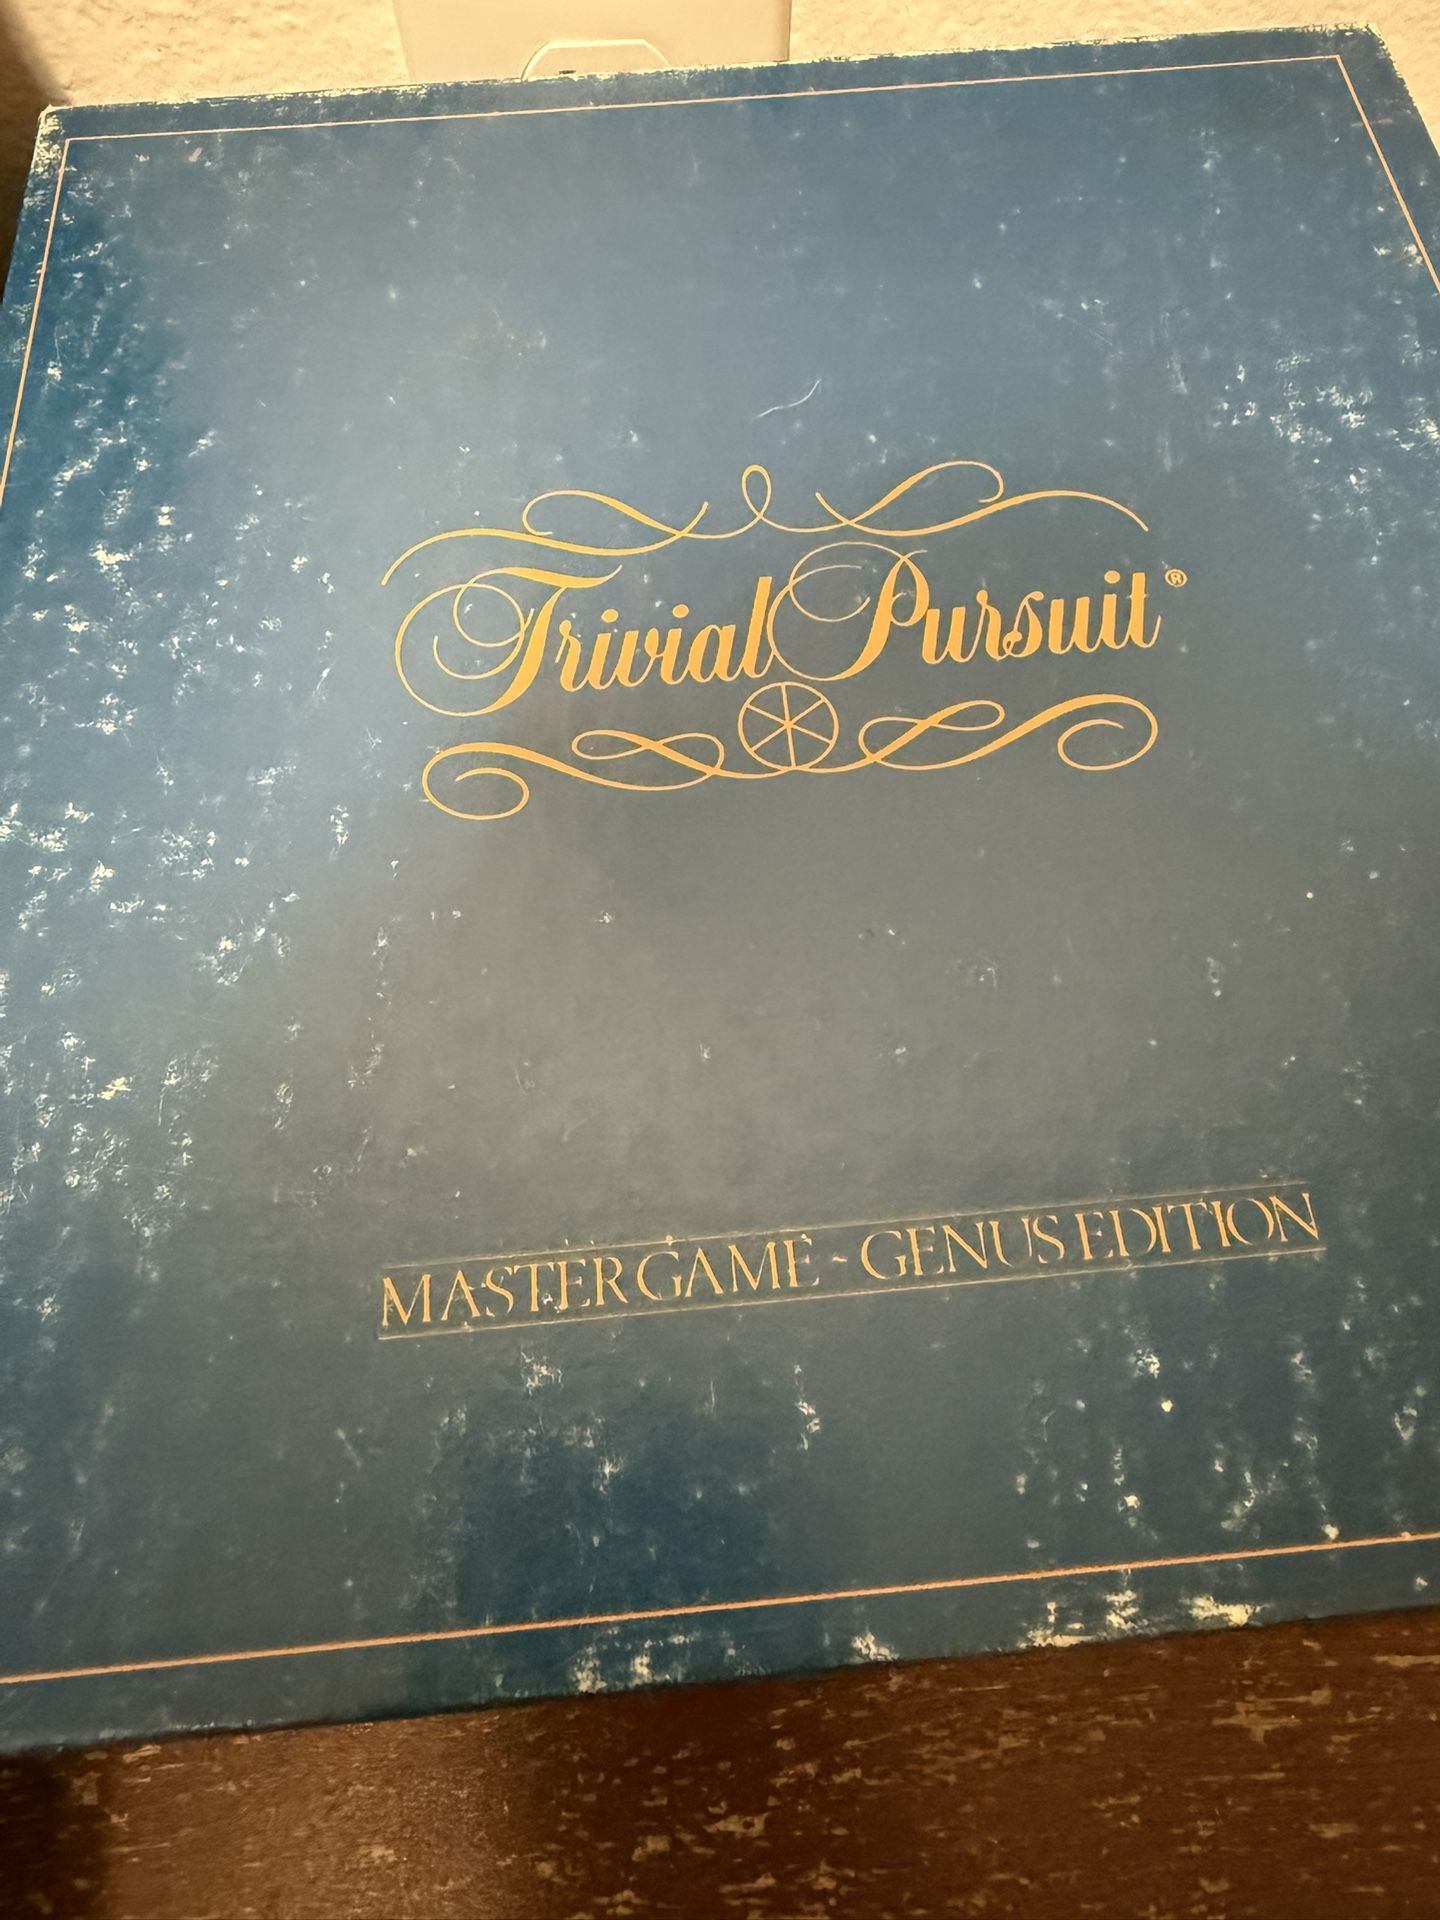 Trivial Pursuit®
MASTER GAME - GENUS EDITION